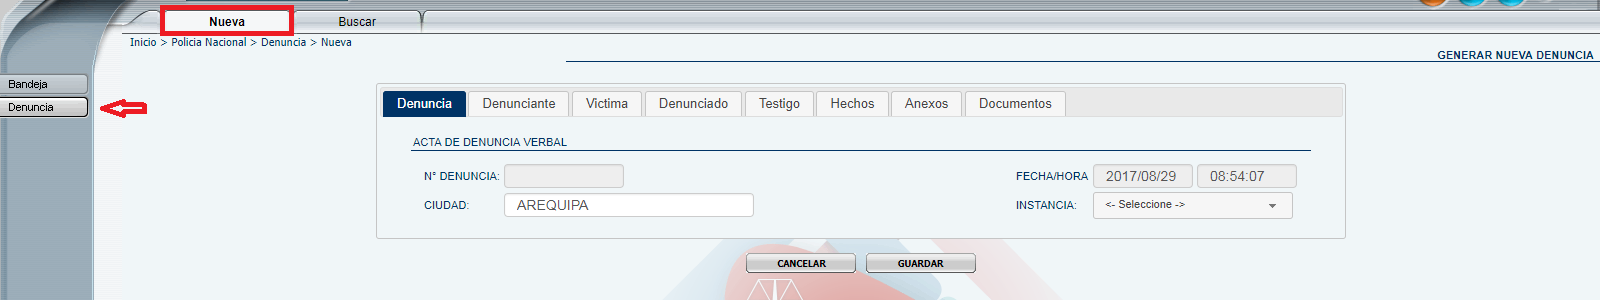 Nueva Buscar
Inicio > Policia Nacional > Denuncia > Nueva
GENERAR NUEVA DENUNCIA
Bandeja
Denuncia
Denuncia Denunciante Victima Denunciado Testigo Hechos Anexos Documentos
ACTA DE DENUNCIA VERBAL
N° DENUNCIA: FECHA/HORA 2017/08/29 08:54:07
CIUDAD: AREQUIPA INSTANCIA: <- Seleccione ->
CANCELAR GUARDAR